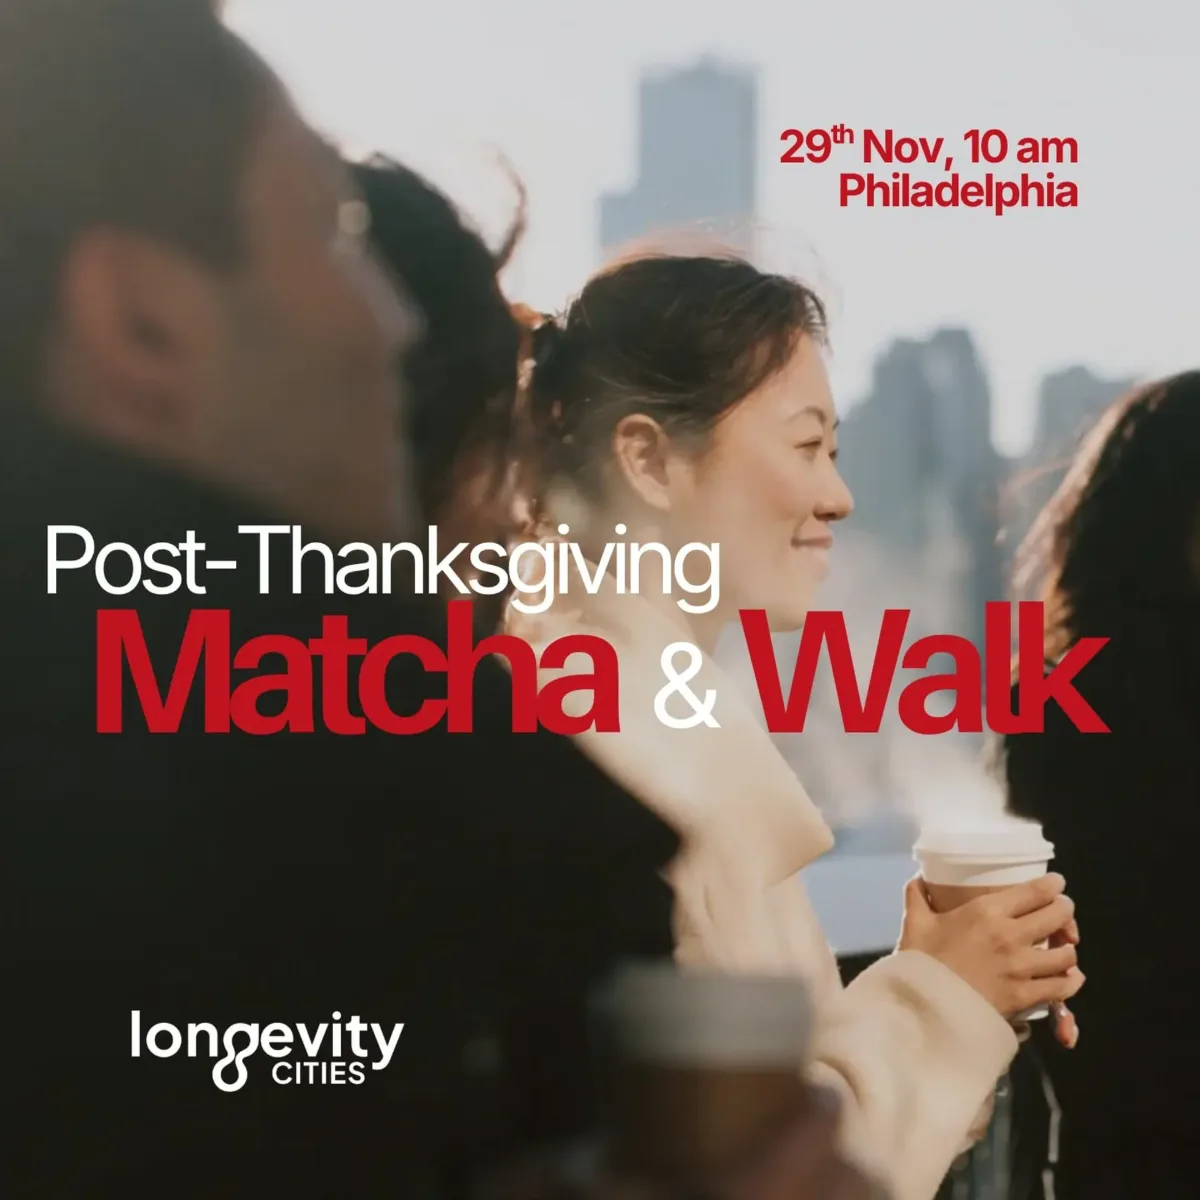 29th Nov, 10 am
Philadelphia
Post-Thanksgiving
Matcha & Walk
longevity
CITIES